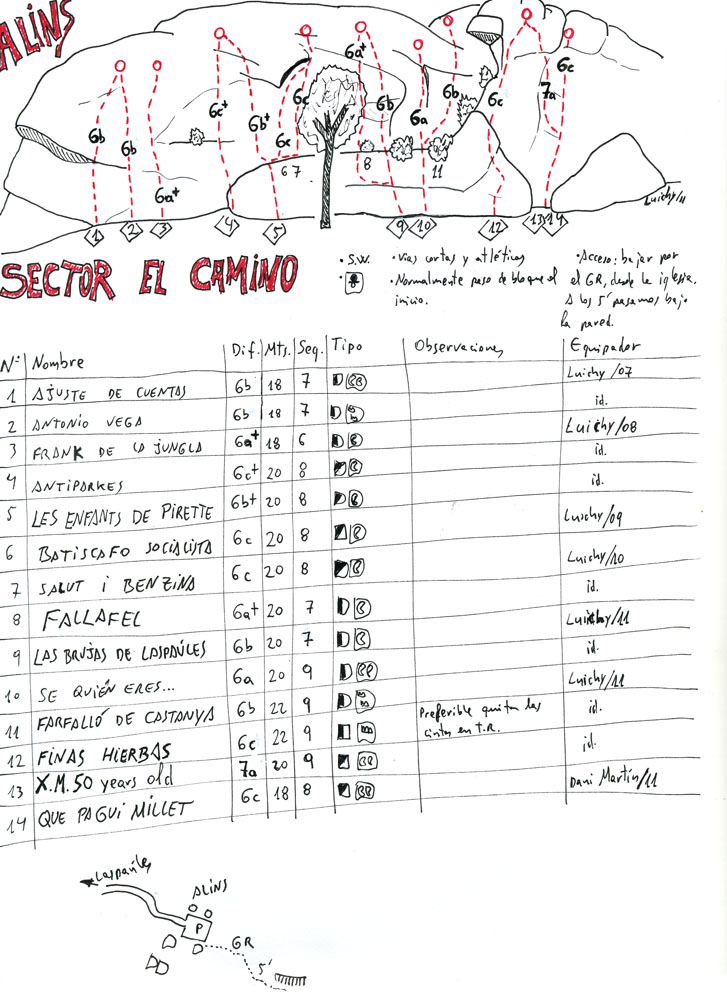 ALINS
6b
6b
6a+
6c+
6b+
6c
6c
6a+
6b
6a
6b
6c
7a
6c
6 7
8
11
1
2
3
4
5
9
10
12
13
14
Luichy/11
SECTOR EL CAMINO
• S.W.
• Vias cortas y atléticas
• Normalmente paso de bloque el
inicio.
• Acceso: bajar por
el GR, desde la iglesia.
A los 5' pasamos bajo
la pared.
Nº Nombre Dif. Mts. Seq. Tipo Observaciones Equipador
1 AJUSTE DE CUENTAS 6b 18 7 Luichy/07
2 ANTONIO VEGA 6b 18 7 id.
3 FRANK DE LA JUNGLA 6a+ 18 6 Luichy/08
4 ANTIPARKES 6c+ 20 8 id.
5 LES ENFANTS DE PIRETTE 6b+ 20 8 id.
6 BATISCAFO SOCIALISTA 6c 20 8 Luichy/09
7 SALUT I BENZINA 6c 20 8 Luichy/10
8 FALLAFEL 6a+ 20 7 id.
9 LAS BRUJAS DE LASPAÚLES 6b 20 7 Luichy/11
10 SE QUIÉN ERES... 6a 20 9 id.
11 FARFALLÓ DE CASTANYA 6b 22 9 Preferible quitar las cintas en T.R. Luichy/11
12 FINAS HIERBAS 6c 22 9 id.
13 X.M. 50 years old 7a 20 9 id.
14 QUE PAGUI MILLET 6c 18 8 Dani Martín/11
Laspaúles
ALINS
P
GR
5'